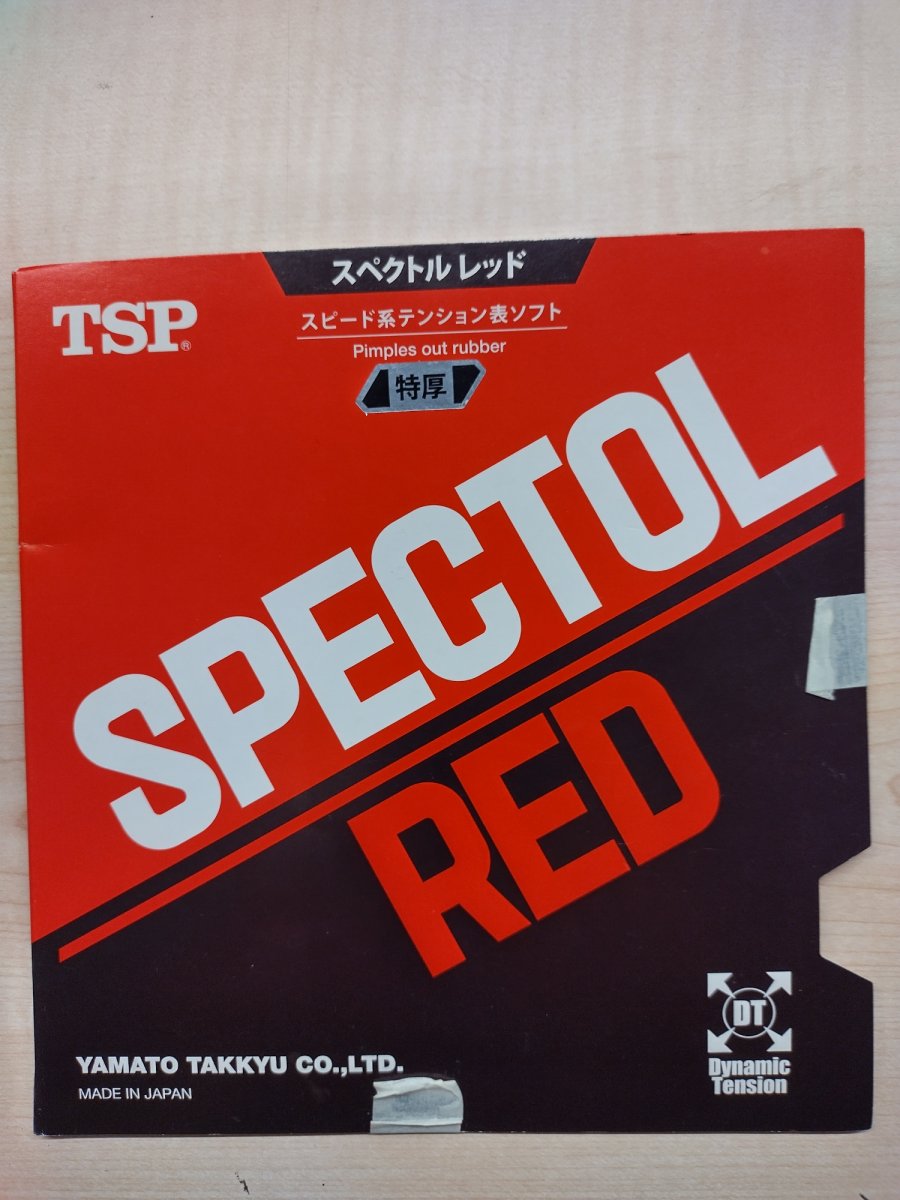 スペクトル レッド
TSP®
スピード系テンション表ソフト
Pimples out rubber
特厚
SPECTOL
RED
DT
Dynamic
Tension
YAMATO TAKKYU CO.,LTD.
MADE IN JAPAN